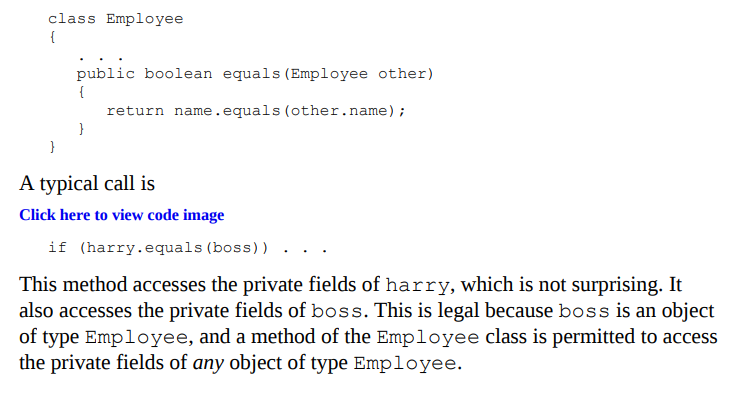 class Employee
{
. . .
public boolean equals(Employee other)
{
return name.equals(other.name);
}
}
A typical call is
Click here to view code image
if (harry.equals(boss)) . . .
This method accesses the private fields of harry, which is not surprising. It
also accesses the private fields of boss. This is legal because boss is an object
of type Employee, and a method of the Employee class is permitted to access
the private fields of any object of type Employee.